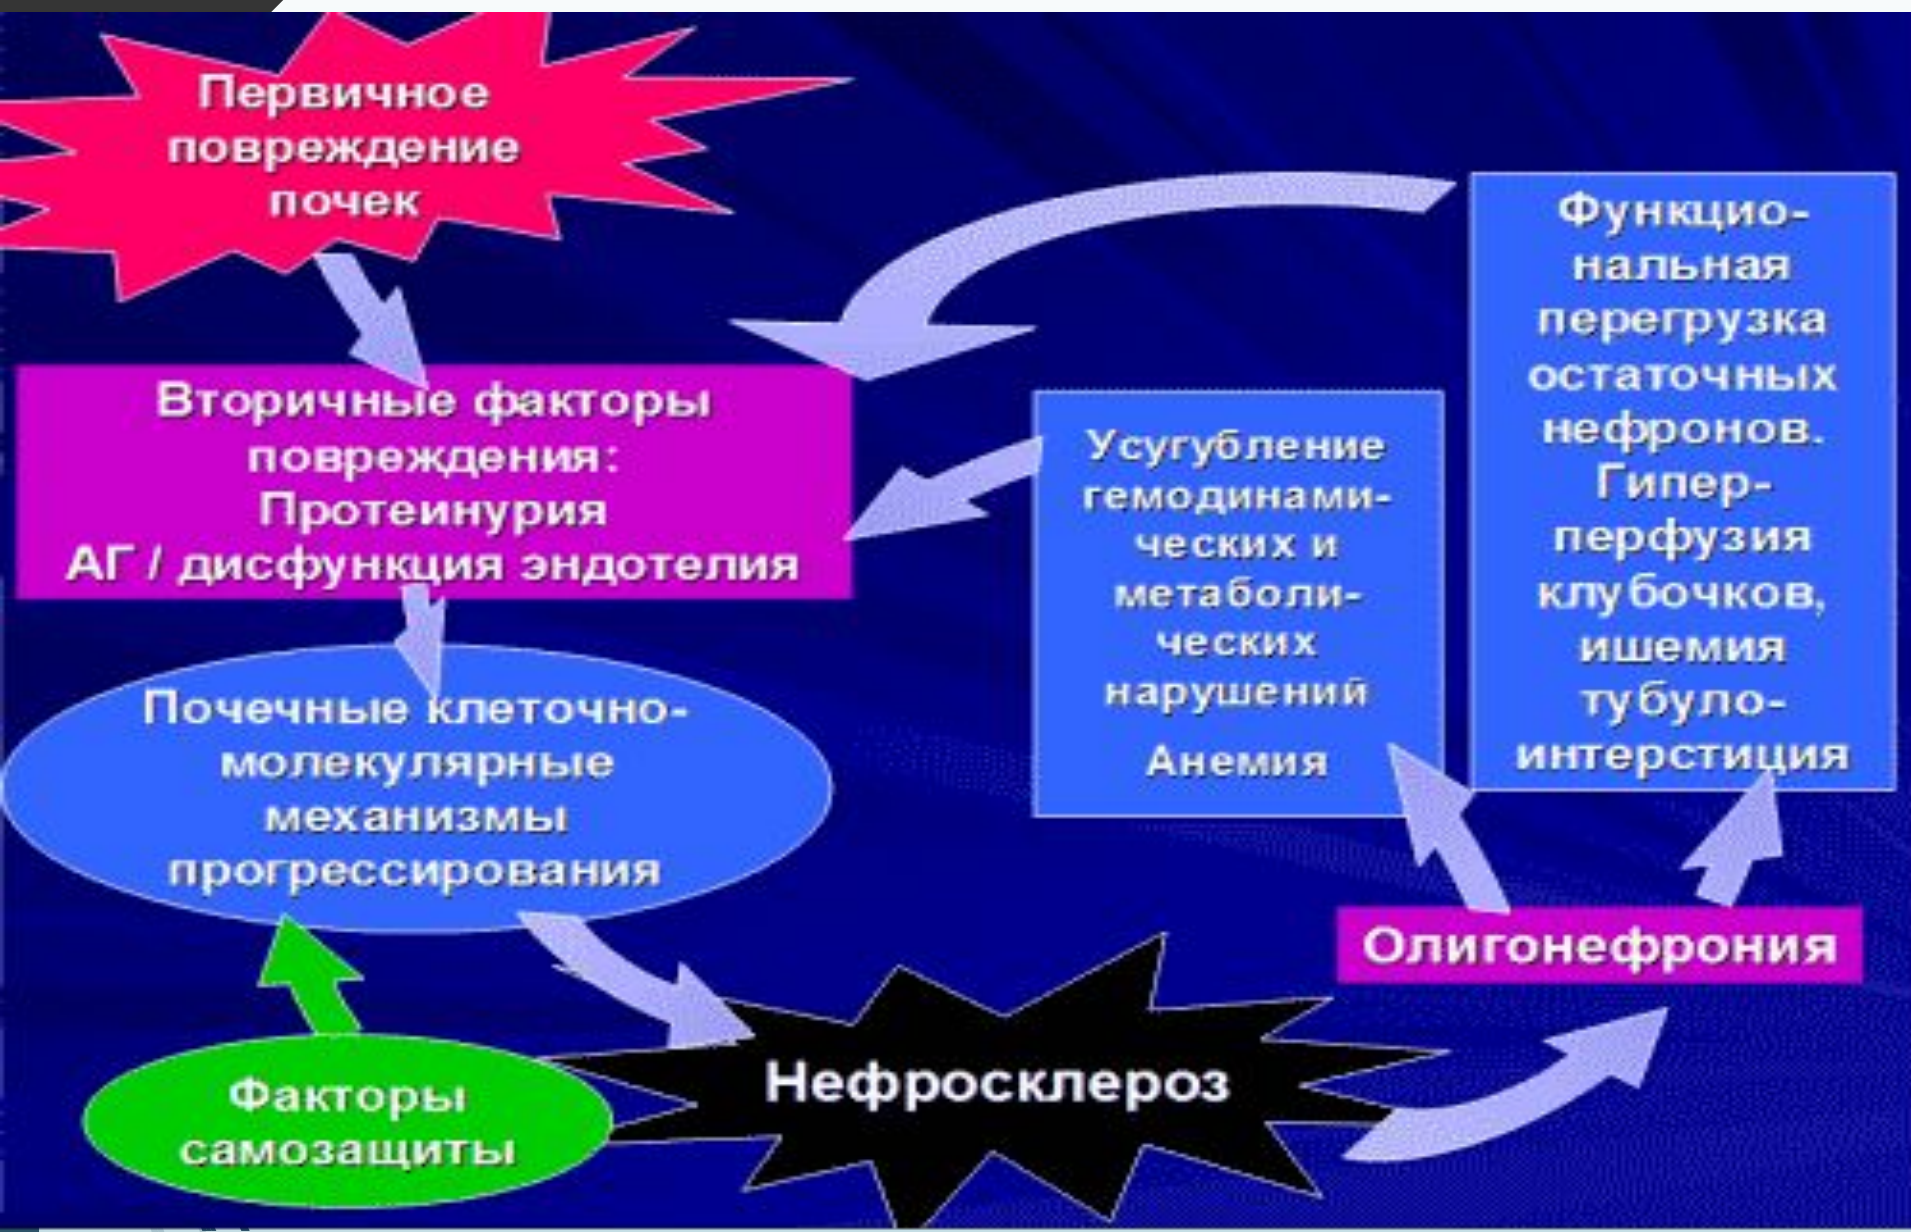 Первичное
повреждение
почек
Вторичные факторы
повреждения:
Протеинурия
АГ / дисфункция эндотелия
Почечные клеточно-
молекулярные
механизмы
прогрессирования
Факторы
самозащиты
Нефросклероз
Олигонефрония
Усугубление
гемодинами-
ческих и
метаболи-
ческих
нарушений
Анемия
Функцио-
нальная
перегрузка
остаточных
нефронов.
Гипер-
перфузия
клубочков,
ишемия
тубуло-
интерстиция